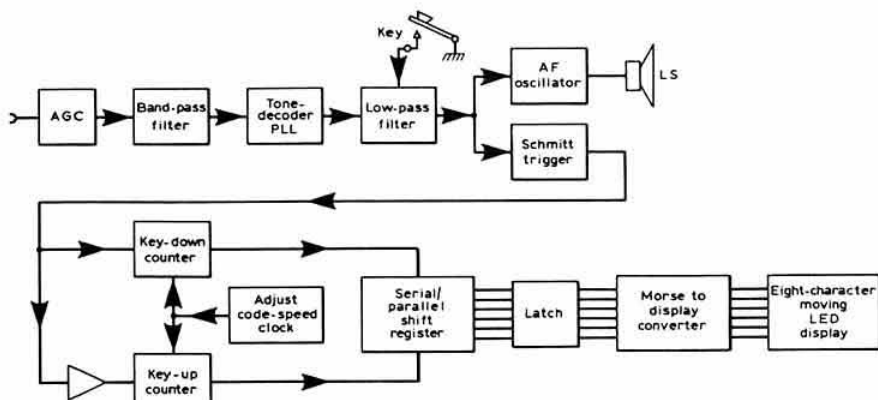 Key
AGC
Band-pass
filter
Tone-
decoder
PLL
Low-pass
filter
AF
oscillator
LS
Schmitt
trigger
Key-down
counter
Adjust
code-speed
clock
Key-up
counter
Serial/
parallel
shift
register
Latch
Morse to
display
converter
Eight-character
moving
LED
display